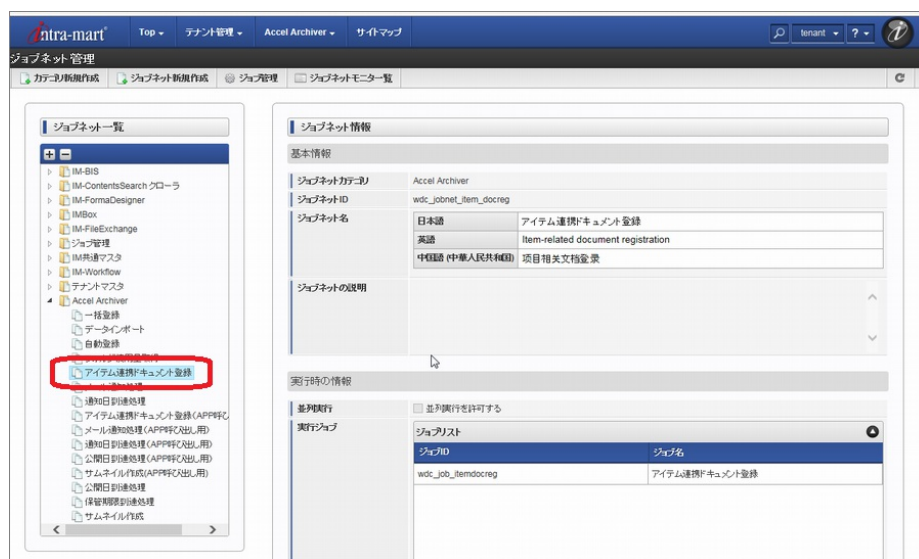 intra-mart Top テナント管理 Accel Archiver サイトマップ tenant ?
ジョブネット管理
カテゴリ新規作成 ジョブネット新規作成 ジョブ管理 ジョブネットモニター一覧
ジョブネット一覧
IM-BIS
IM-ContentsSearch クローラ
IM-FormaDesigner
IMBox
IM-FileExchange
ジョブ管理
IM共通マスタ
IM-Workflow
テナントマスタ
Accel Archiver
一括登録
データインポート
自動登録
アイテム連携ドキュメント登録
通知日到達処理
アイテム連携ドキュメント登録(APP呼び
メール通知処理(APP呼び出し用)
通知日到達処理(APP呼び出し用)
公開日到達処理(APP呼び出し用)
サムネイル作成(APP呼び出し用)
公開日到達処理
保管期限到達処理
サムネイル作成
ジョブネット情報
基本情報
ジョブネットカテゴリ Accel Archiver
ジョブネットID wdc_jobnet_item_docreg
ジョブネット名 日本語 アイテム連携ドキュメント登録
英語 Item-related document registration
中国語 (中華人民共和国) 项目相关文档登录
ジョブネットの説明
実行時の情報
並列実行 並列実行を許可する
実行ジョブ ジョブリスト
ジョブID ジョブ名
wdc_job_itemdocreg アイテム連携ドキュメント登録